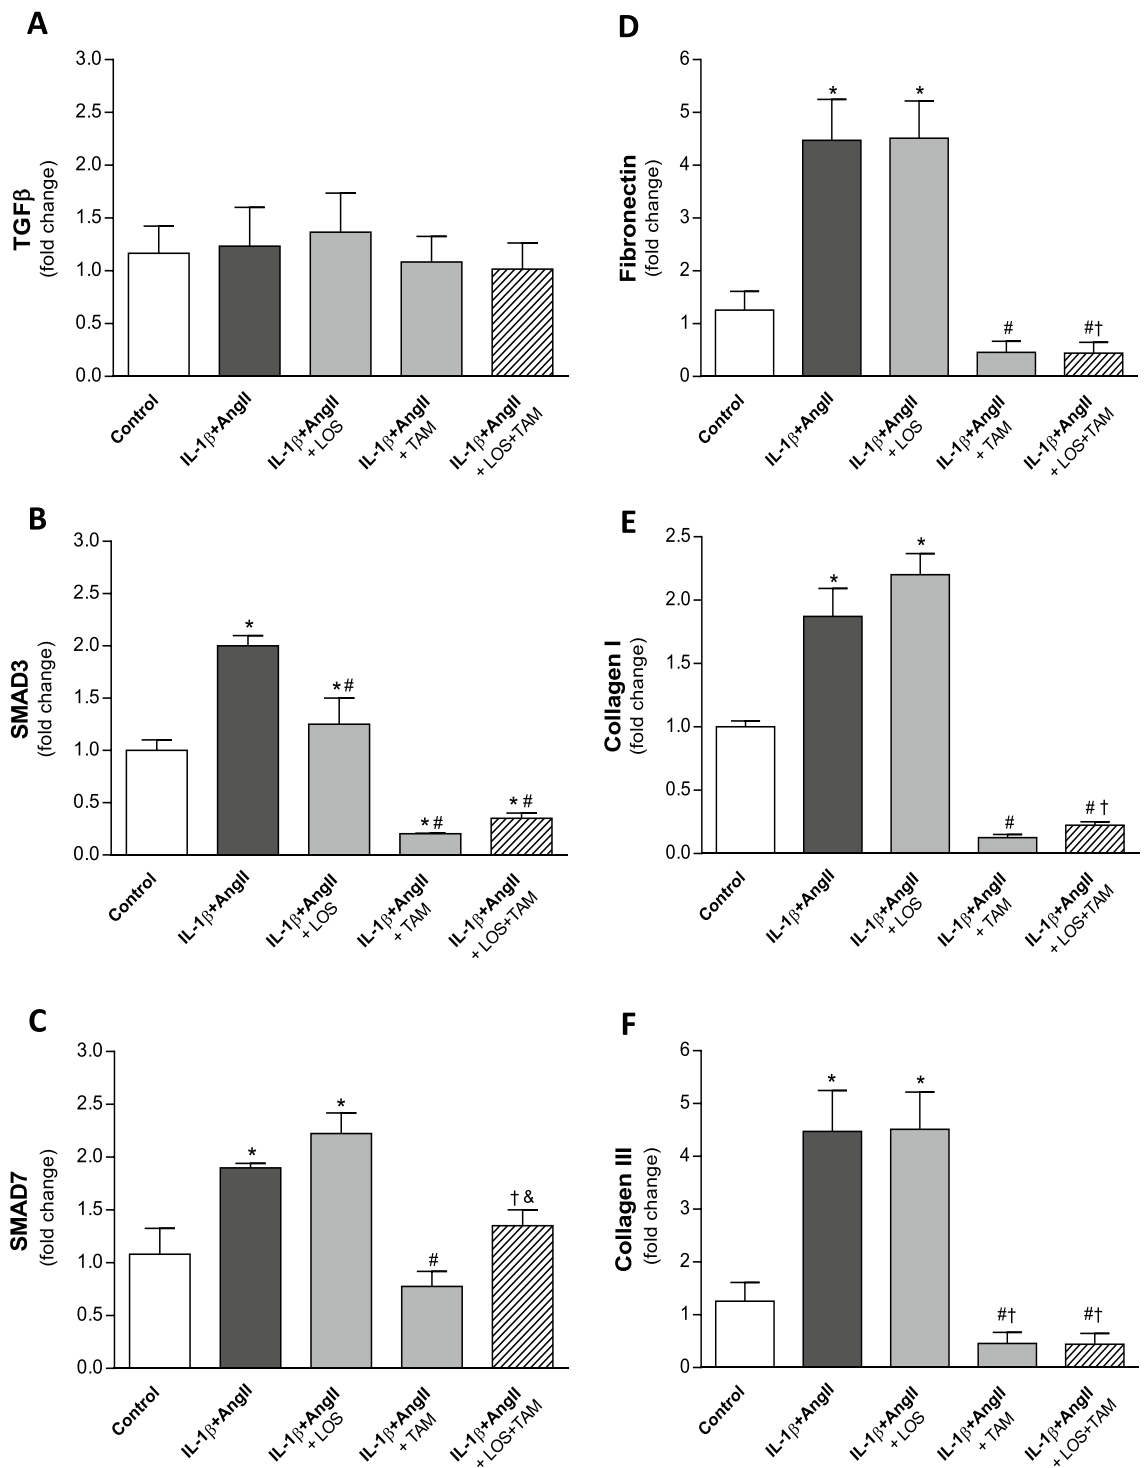 A
TGFβ
(fold change)
3.0
2.5
2.0
1.5
1.0
0.5
0.0
Control
IL-1β+AngII
IL-1β+AngII
+ LOS
IL-1β+AngII
+ TAM
IL-1β+AngII
+ LOS+TAM
D
Fibronectin
(fold change)
6
5
4
3
2
1
0
*
*
#
#†
Control
IL-1β+AngII
IL-1β+AngII
+ LOS
IL-1β+AngII
+ TAM
IL-1β+AngII
+ LOS+TAM
B
SMAD3
(fold change)
3.0
2.5
2.0
1.5
1.0
0.5
0.0
*
*#
*#
*#
Control
IL-1β+AngII
IL-1β+AngII
+ LOS
IL-1β+AngII
+ TAM
IL-1β+AngII
+ LOS+TAM
E
Collagen I
(fold change)
2.5
2.0
1.5
1.0
0.5
0.0
*
*
#
# †
Control
IL-1β+AngII
IL-1β+AngII
+ LOS
IL-1β+AngII
+ TAM
IL-1β+AngII
+ LOS+TAM
C
SMAD7
(fold change)
3.0
2.5
2.0
1.5
1.0
0.5
0.0
*
*
#
† &
Control
IL-1β+AngII
IL-1β+AngII
+ LOS
IL-1β+AngII
+ TAM
IL-1β+AngII
+ LOS+TAM
F
Collagen III
(fold change)
6
5
4
3
2
1
0
*
*
#†
#†
Control
IL-1β+AngII
IL-1β+AngII
+ LOS
IL-1β+AngII
+ TAM
IL-1β+AngII
+ LOS+TAM